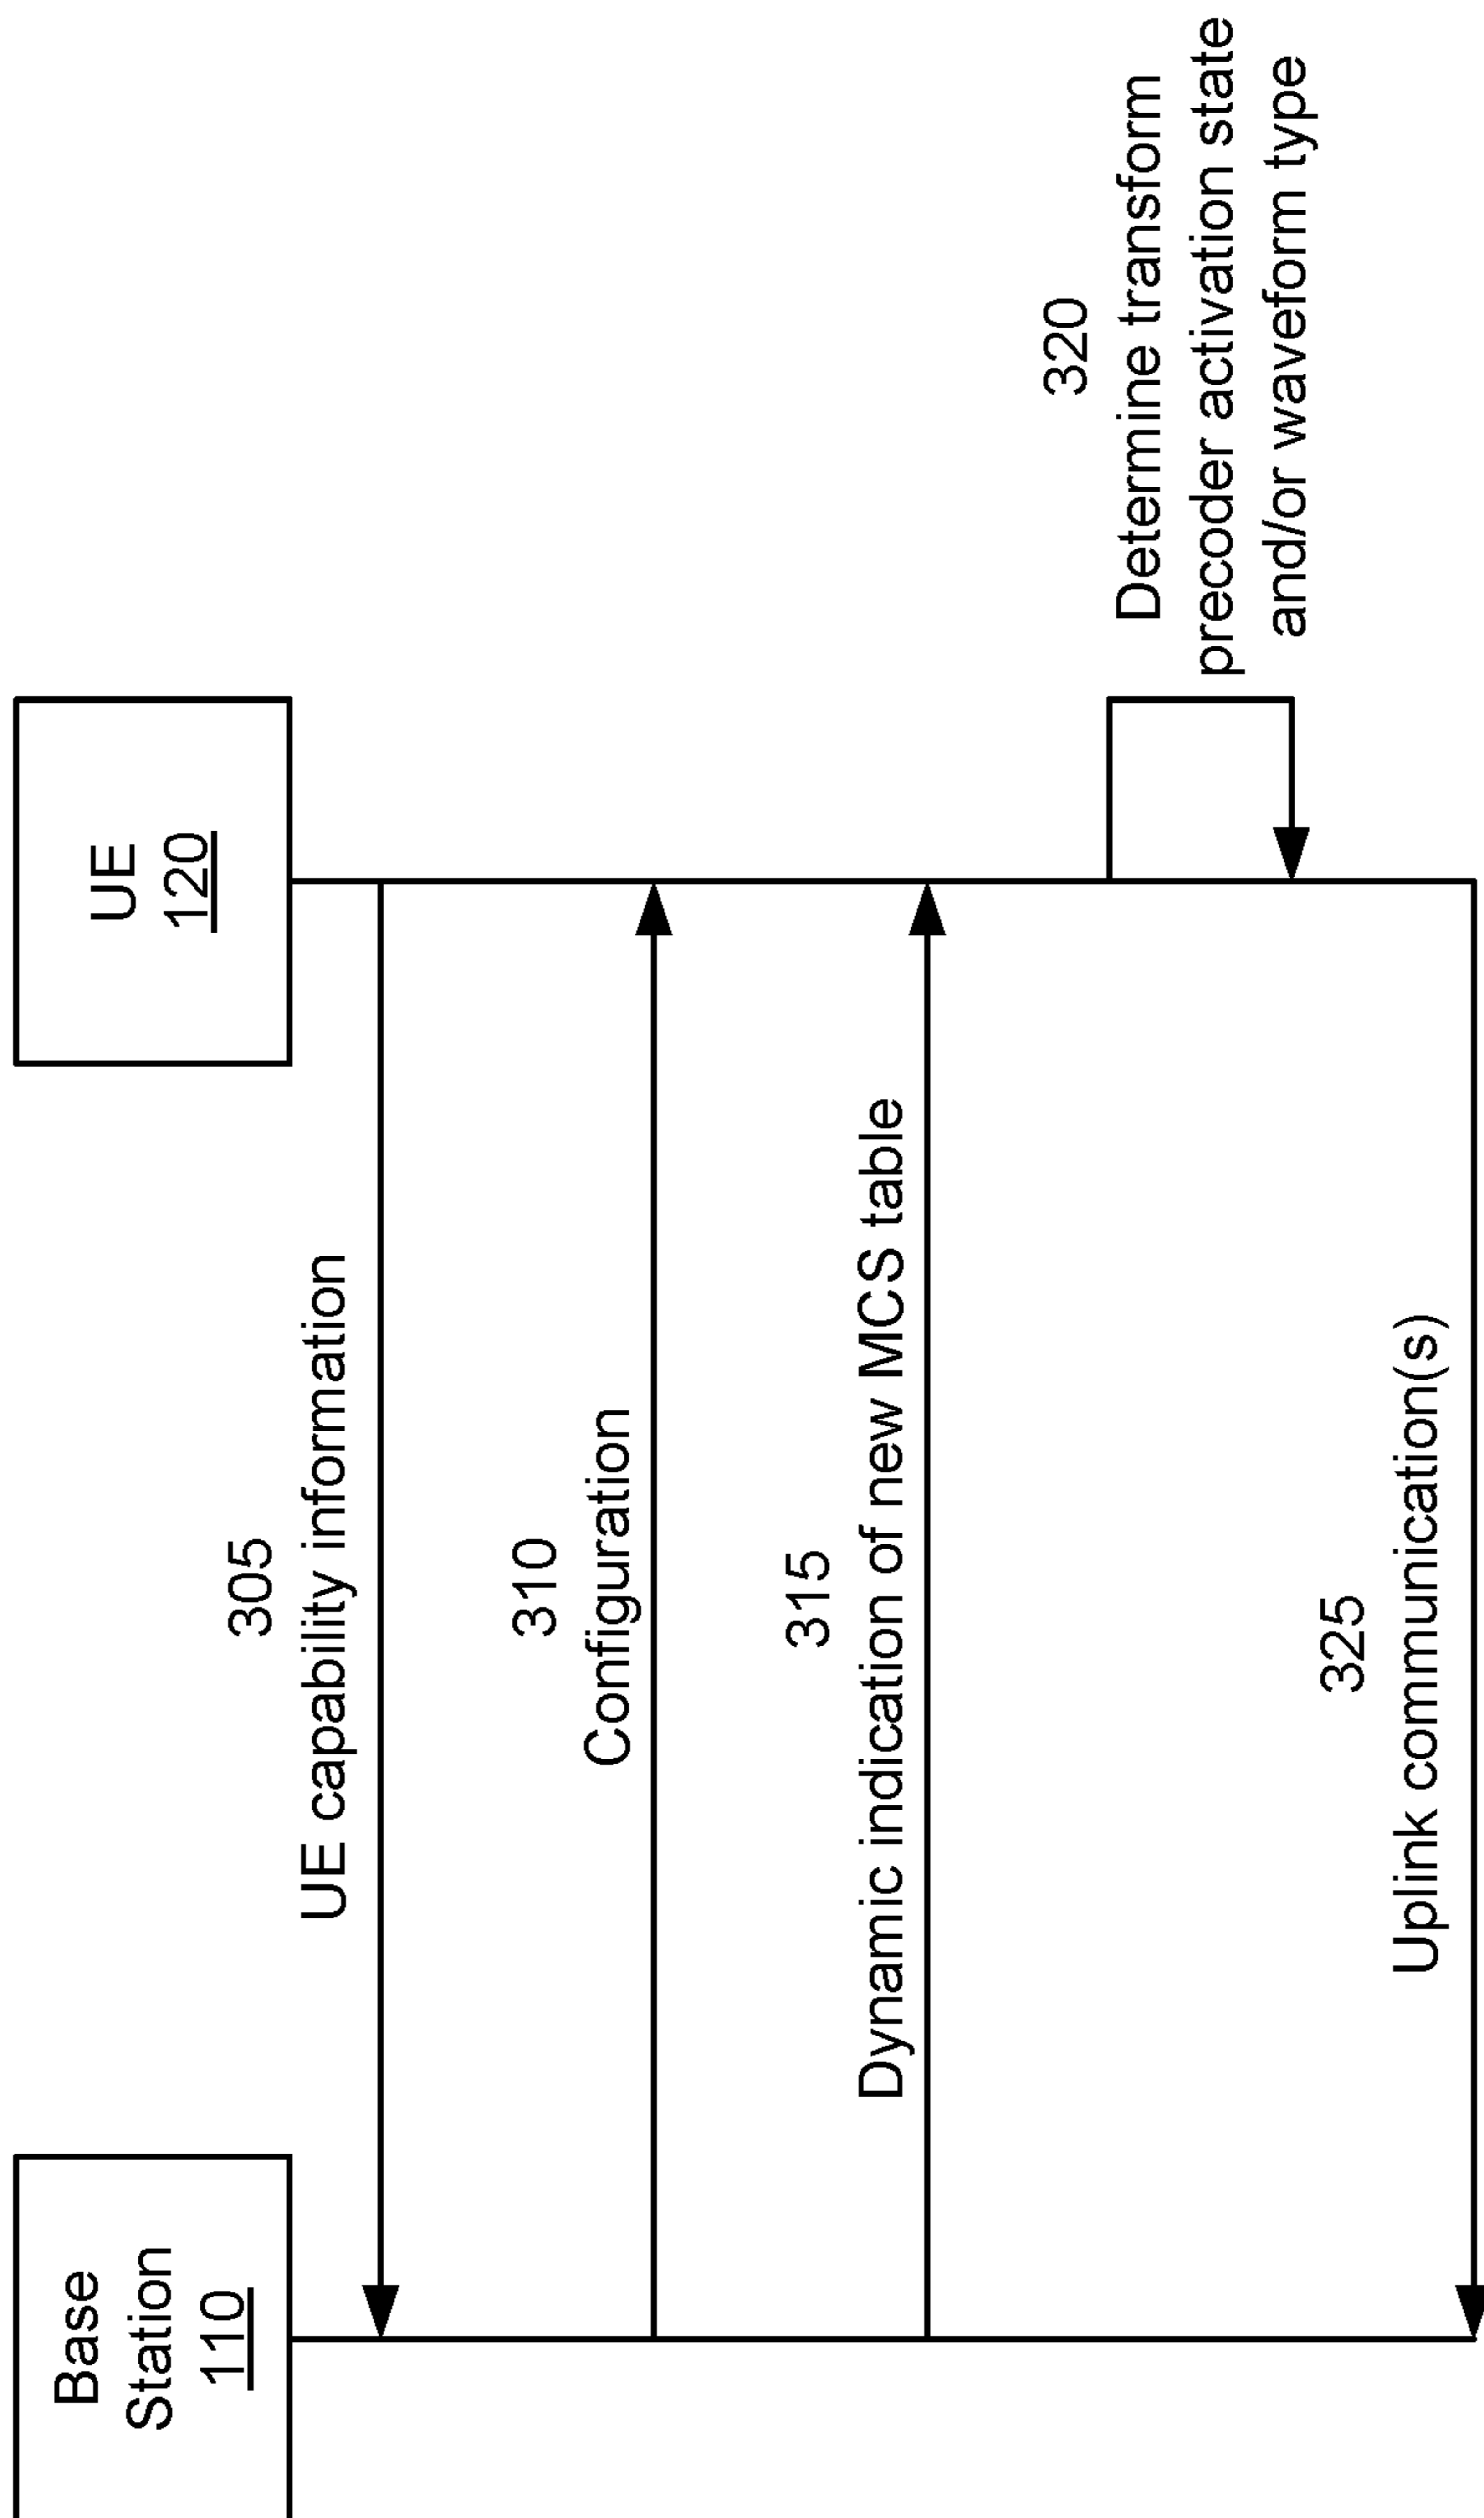 Base
Station
110
UE
120
305
UE capability information
310
Configuration
315
Dynamic indication of new MCS table
320
Determine transform
precoder activation state
and/or waveform type
325
Uplink communication(s)